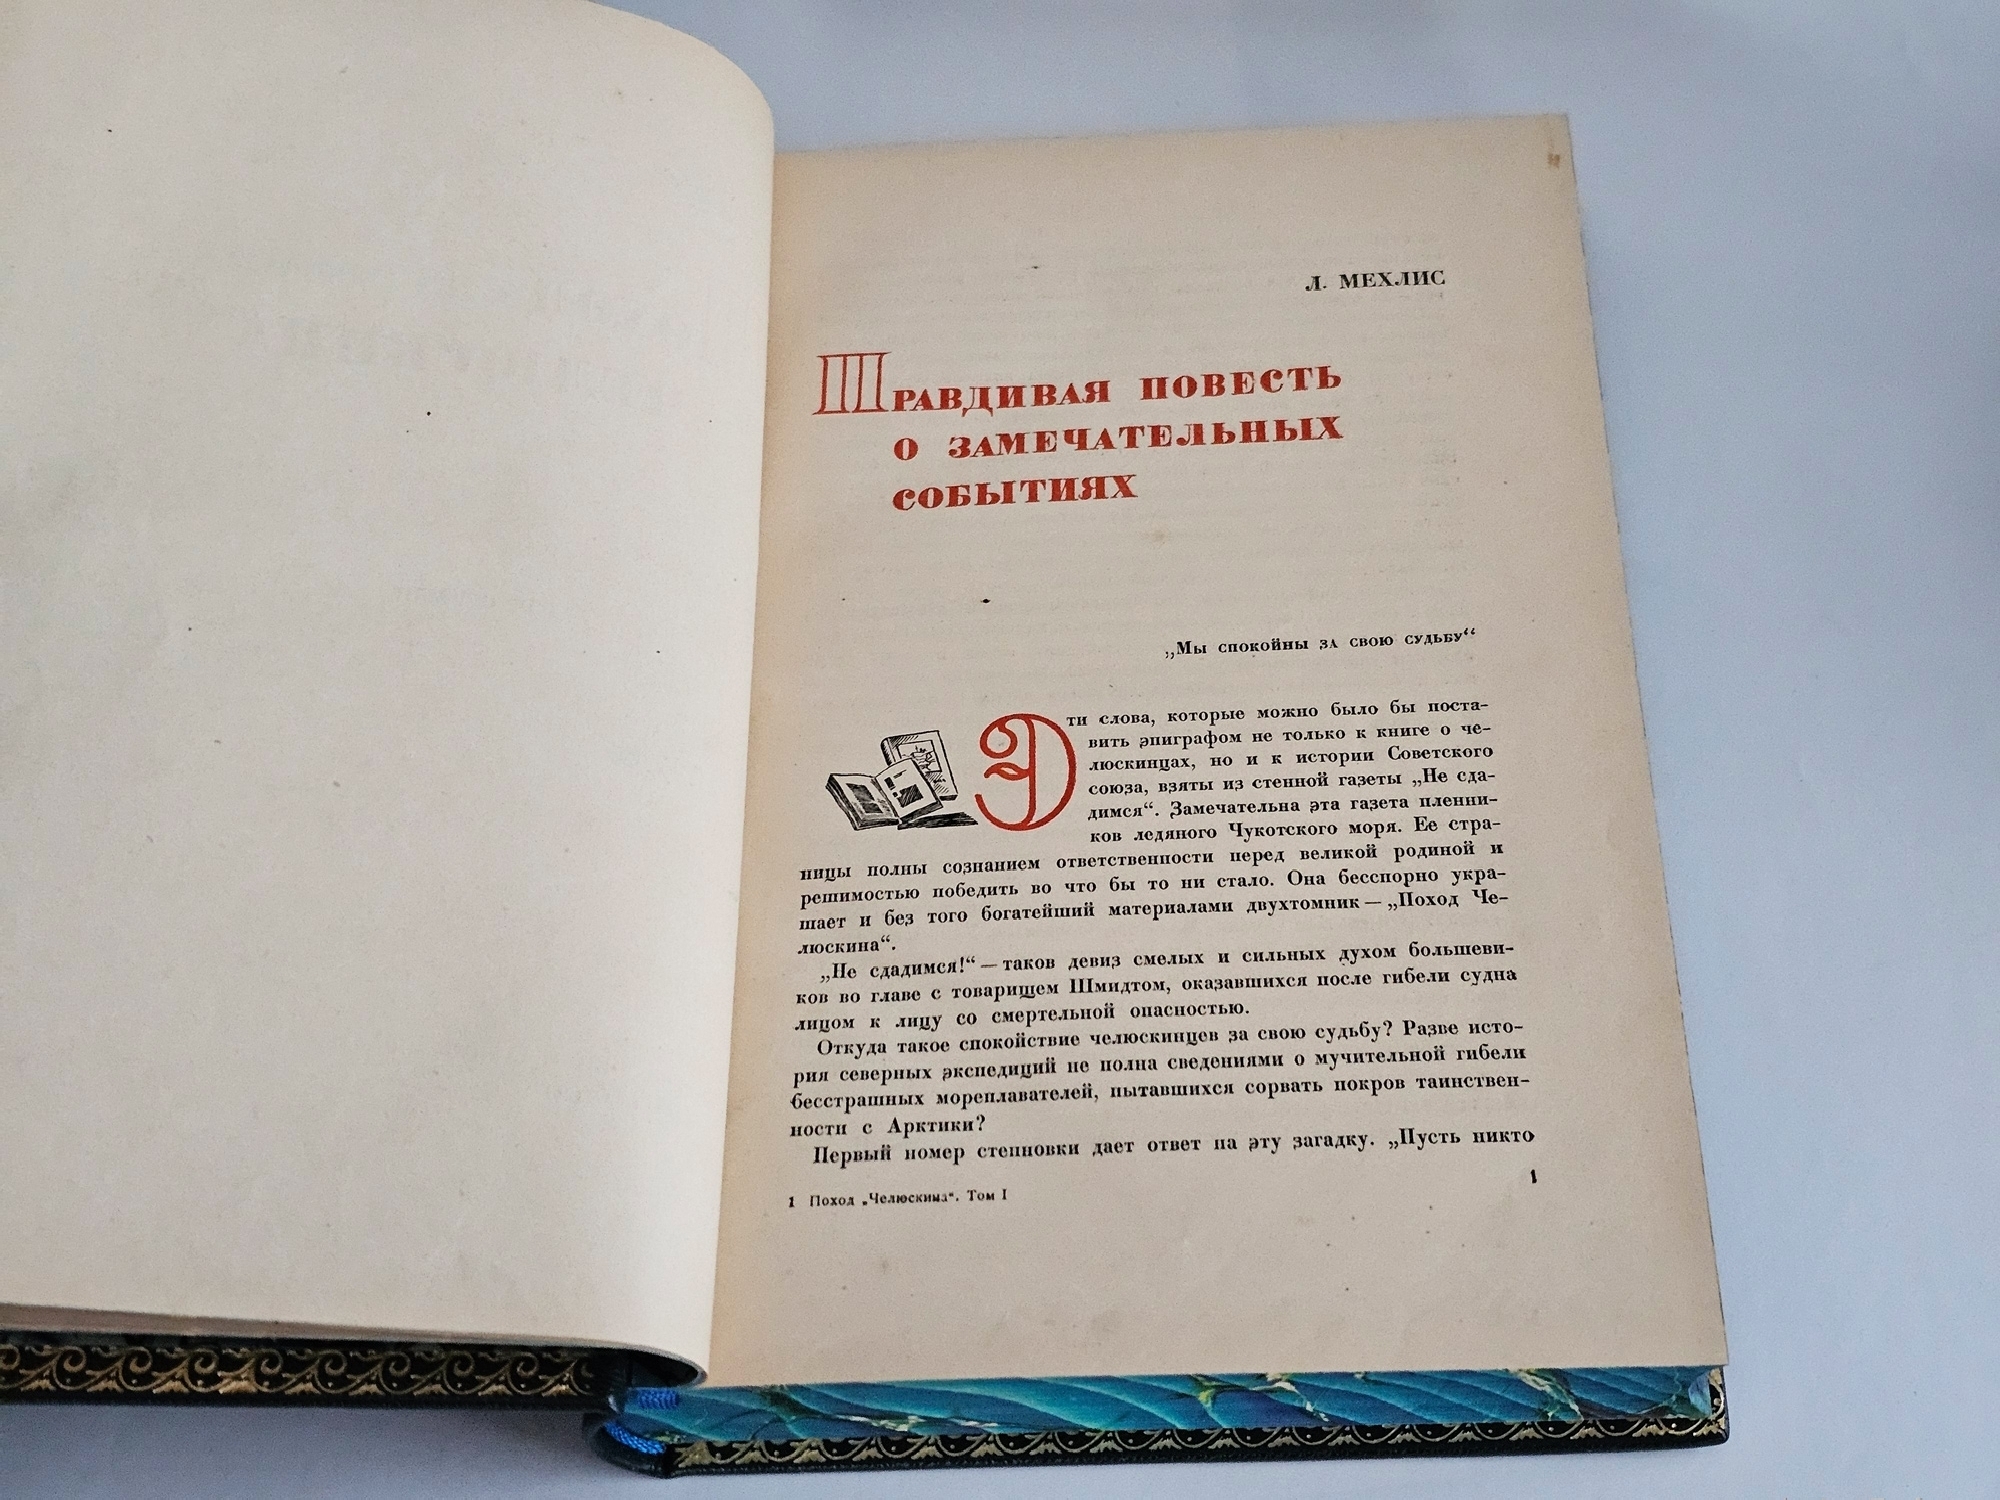 Л. МЕХЛИС
ПРАВДИВАЯ ПОВЕСТЬ
О ЗАМЕЧАТЕЛЬНЫХ
СОБЫТИЯХ
„Мы спокойны за свою судьбу“
Эти слова, которые можно было бы поста-
вить эпиграфом не только к книге о че-
люскинцах, но и к истории Советского
союза, взяты из стенной газеты „Не сда-
димся“. Замечательна эта газета пленни-
ков ледяного Чукотского моря. Ее стра-
ницы полны сознанием ответственности перед великой родиной и
решимостью победить во что бы то ни стало. Она бесспорно укра-
шает и без того богатейший материалами двухтомник — „Поход Че-
люскина“.
„Не сдадимся!“ — таков девиз смелых и сильных духом большеви-
ков во главе с товарищем Шмидтом, оказавшихся после гибели судна
лицом к лицу со смертельной опасностью.
Откуда такое спокойствие челюскинцев за свою судьбу? Разве исто-
рия северных экспедиций не полна сведениями о мучительной гибели
бесстрашных мореплавателей, пытавшихся сорвать покров таинствен-
ности с Арктики?
Первый номер стенновки дает ответ на эту загадку. „Пусть никто
1 Поход „Челюскина“. Том I
1